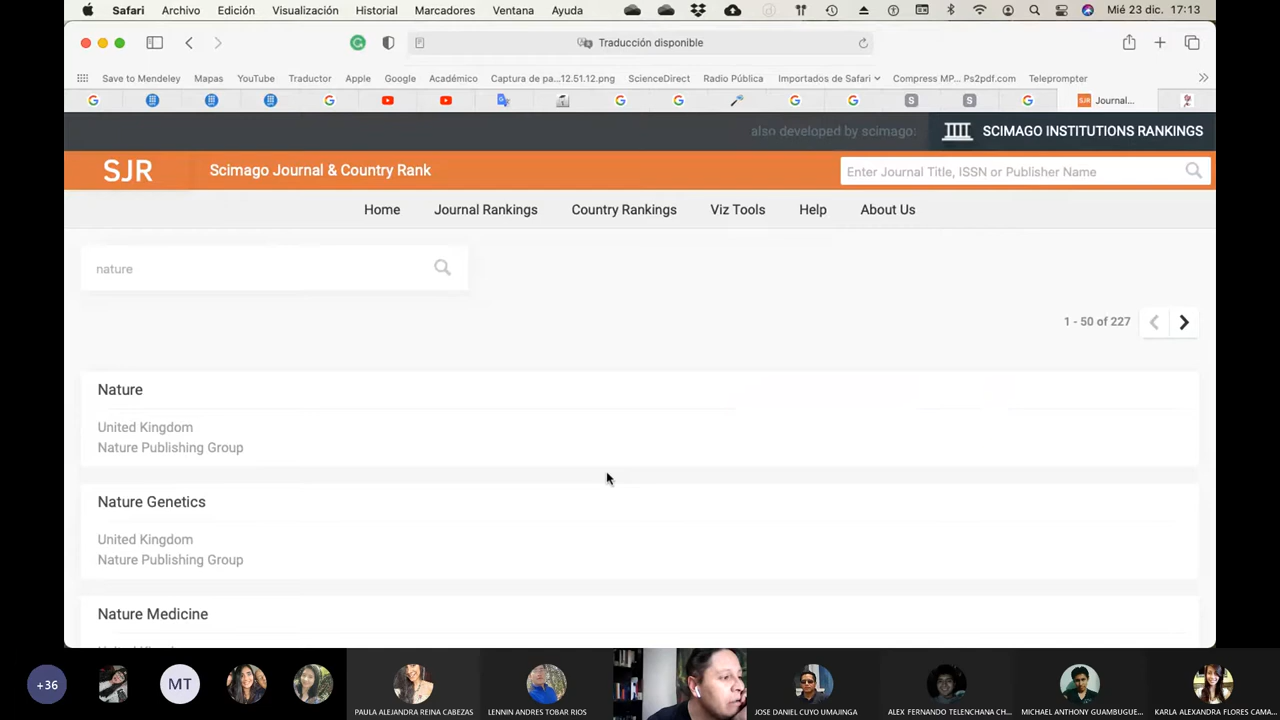 Safari Archivo Edición Visualización Historial Marcadores Ventana Ayuda Mié 23 dic. 17:13
Traducción disponible
Save to Mendeley Mapas YouTube Traductor Apple Google Académico Captura de pa...12.51.12.png ScienceDirect Radio Pública Importados de Safari Compress MP... Ps2pdf.com Teleprompter
SJR Journal...
also developed by scimago: SCIMAGO INSTITUTIONS RANKINGS
SJR Scimago Journal & Country Rank Enter Journal Title, ISSN or Publisher Name
Home Journal Rankings Country Rankings Viz Tools Help About Us
nature
1 - 50 of 227
Nature
United Kingdom
Nature Publishing Group
Nature Genetics
United Kingdom
Nature Publishing Group
Nature Medicine
+36 MT
PAULA ALEJANDRA REINA CABEZAS LENNIN ANDRES TOBAR RIOS JOSE DANIEL CUYO UMAJINGA ALEX FERNANDO TELENCHANA CH... MICHAEL ANTHONY GUAMBUGUE... KARLA ALEXANDRA FLORES CAMA...